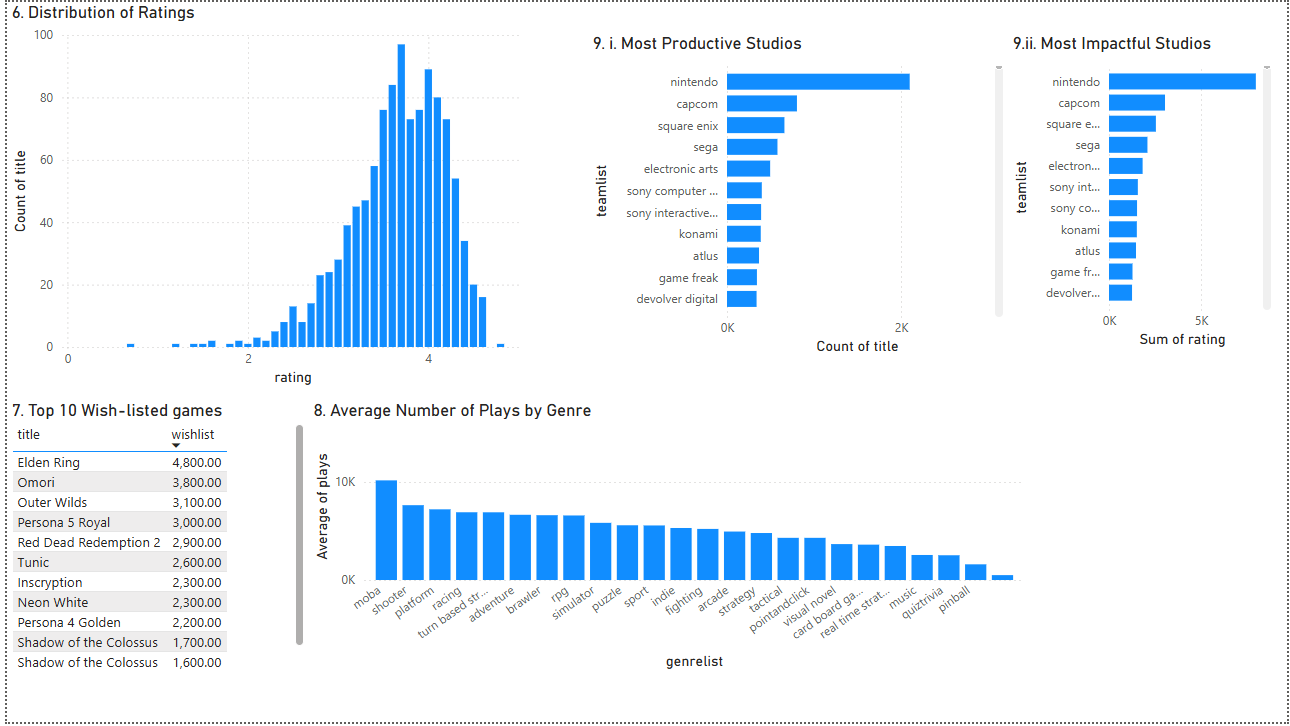 6. Distribution of Ratings
100
80
60
40
20
0
Count of title
0
2
4
rating
9. i. Most Productive Studios
teamlist
nintendo
capcom
square enix
sega
electronic arts
sony computer ...
sony interactive...
konami
atlus
game freak
devolver digital
0K
2K
Count of title
9.ii. Most Impactful Studios
teamlist
nintendo
capcom
square e...
sega
electron...
sony int...
sony co...
konami
atlus
game fr...
devolver...
0K
5K
Sum of rating
7. Top 10 Wish-listed games
title wishlist
Elden Ring 4,800.00
Omori 3,800.00
Outer Wilds 3,100.00
Persona 5 Royal 3,000.00
Red Dead Redemption 2 2,900.00
Tunic 2,600.00
Inscryption 2,300.00
Neon White 2,300.00
Persona 4 Golden 2,200.00
Shadow of the Colossus 1,700.00
Shadow of the Colossus 1,600.00
8. Average Number of Plays by Genre
Average of plays
10K
0K
moba
shooter
platform
racing
turn based str...
adventure
brawler
rpg
simulator
puzzle
sport
indie
fighting
arcade
strategy
tactical
pointandclick
visual novel
card board ga...
real time strat...
music
quiztrivia
pinball
genrelist